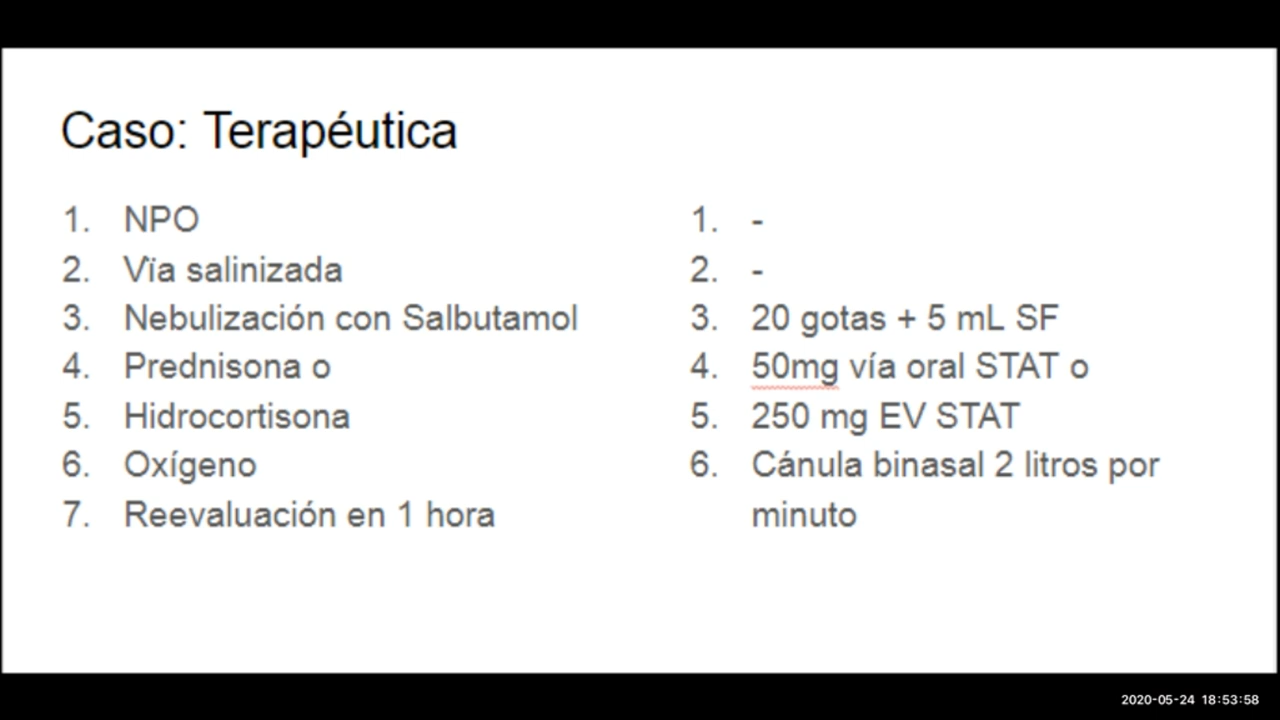 Caso: Terapéutica
1. NPO
2. Vïa salinizada
3. Nebulización con Salbutamol
4. Prednisona o
5. Hidrocortisona
6. Oxígeno
7. Reevaluación en 1 hora
1. -
2. -
3. 20 gotas + 5 mL SF
4. 50mg vía oral STAT o
5. 250 mg EV STAT
6. Cánula binasal 2 litros por
minuto
2020-05-24 18:53:58